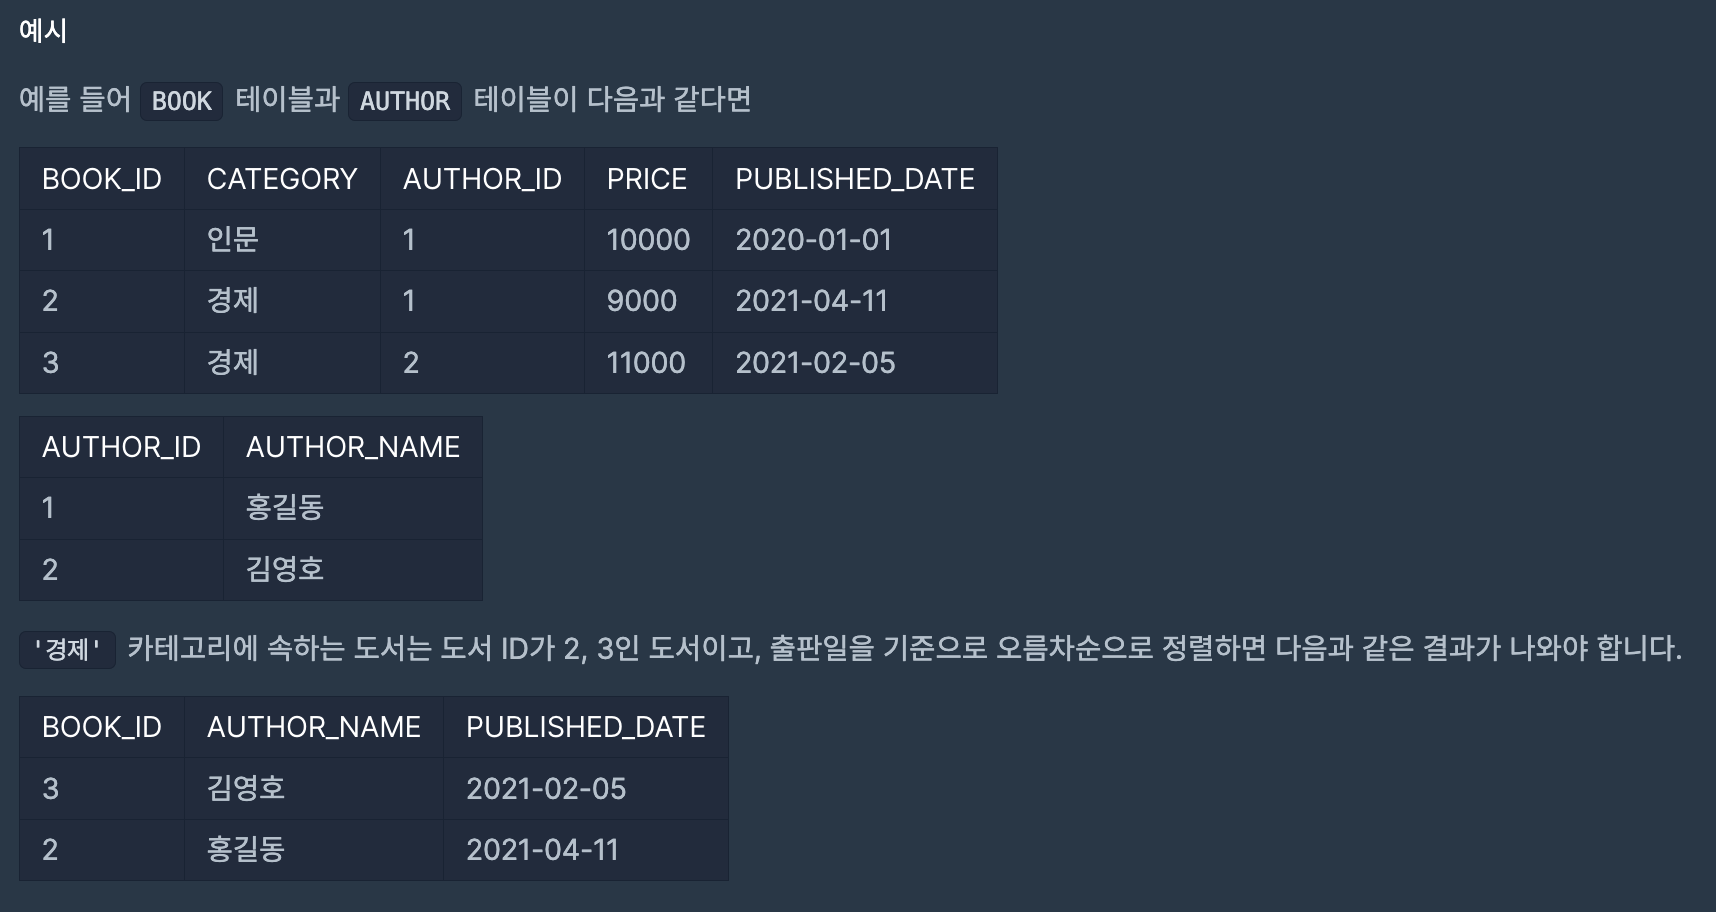 예시
예를 들어 BOOK 테이블과 AUTHOR 테이블이 다음과 같다면
BOOK_ID CATEGORY AUTHOR_ID PRICE PUBLISHED_DATE
1 인문 1 10000 2020-01-01
2 경제 1 9000 2021-04-11
3 경제 2 11000 2021-02-05
AUTHOR_ID AUTHOR_NAME
1 홍길동
2 김영호
'경제' 카테고리에 속하는 도서는 도서 ID가 2, 3인 도서이고, 출판일을 기준으로 오름차순으로 정렬하면 다음과 같은 결과가 나와야 합니다.
BOOK_ID AUTHOR_NAME PUBLISHED_DATE
3 김영호 2021-02-05
2 홍길동 2021-04-11